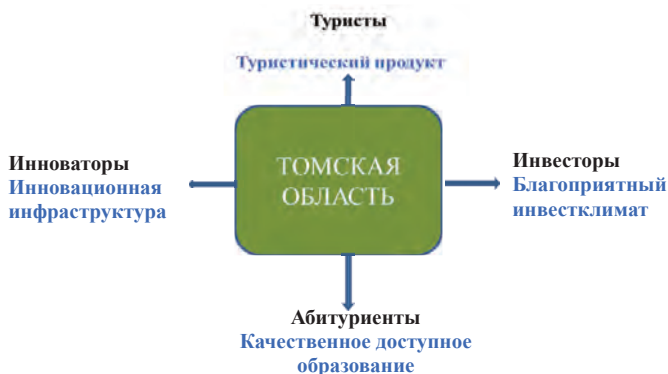 Туристы
Туристический продукт
Инноваторы
Инновационная
инфраструктура
ТОМСКАЯ
ОБЛАСТЬ
Инвесторы
Благоприятный
инвестклимат
Абитуриенты
Качественное доступное
образование